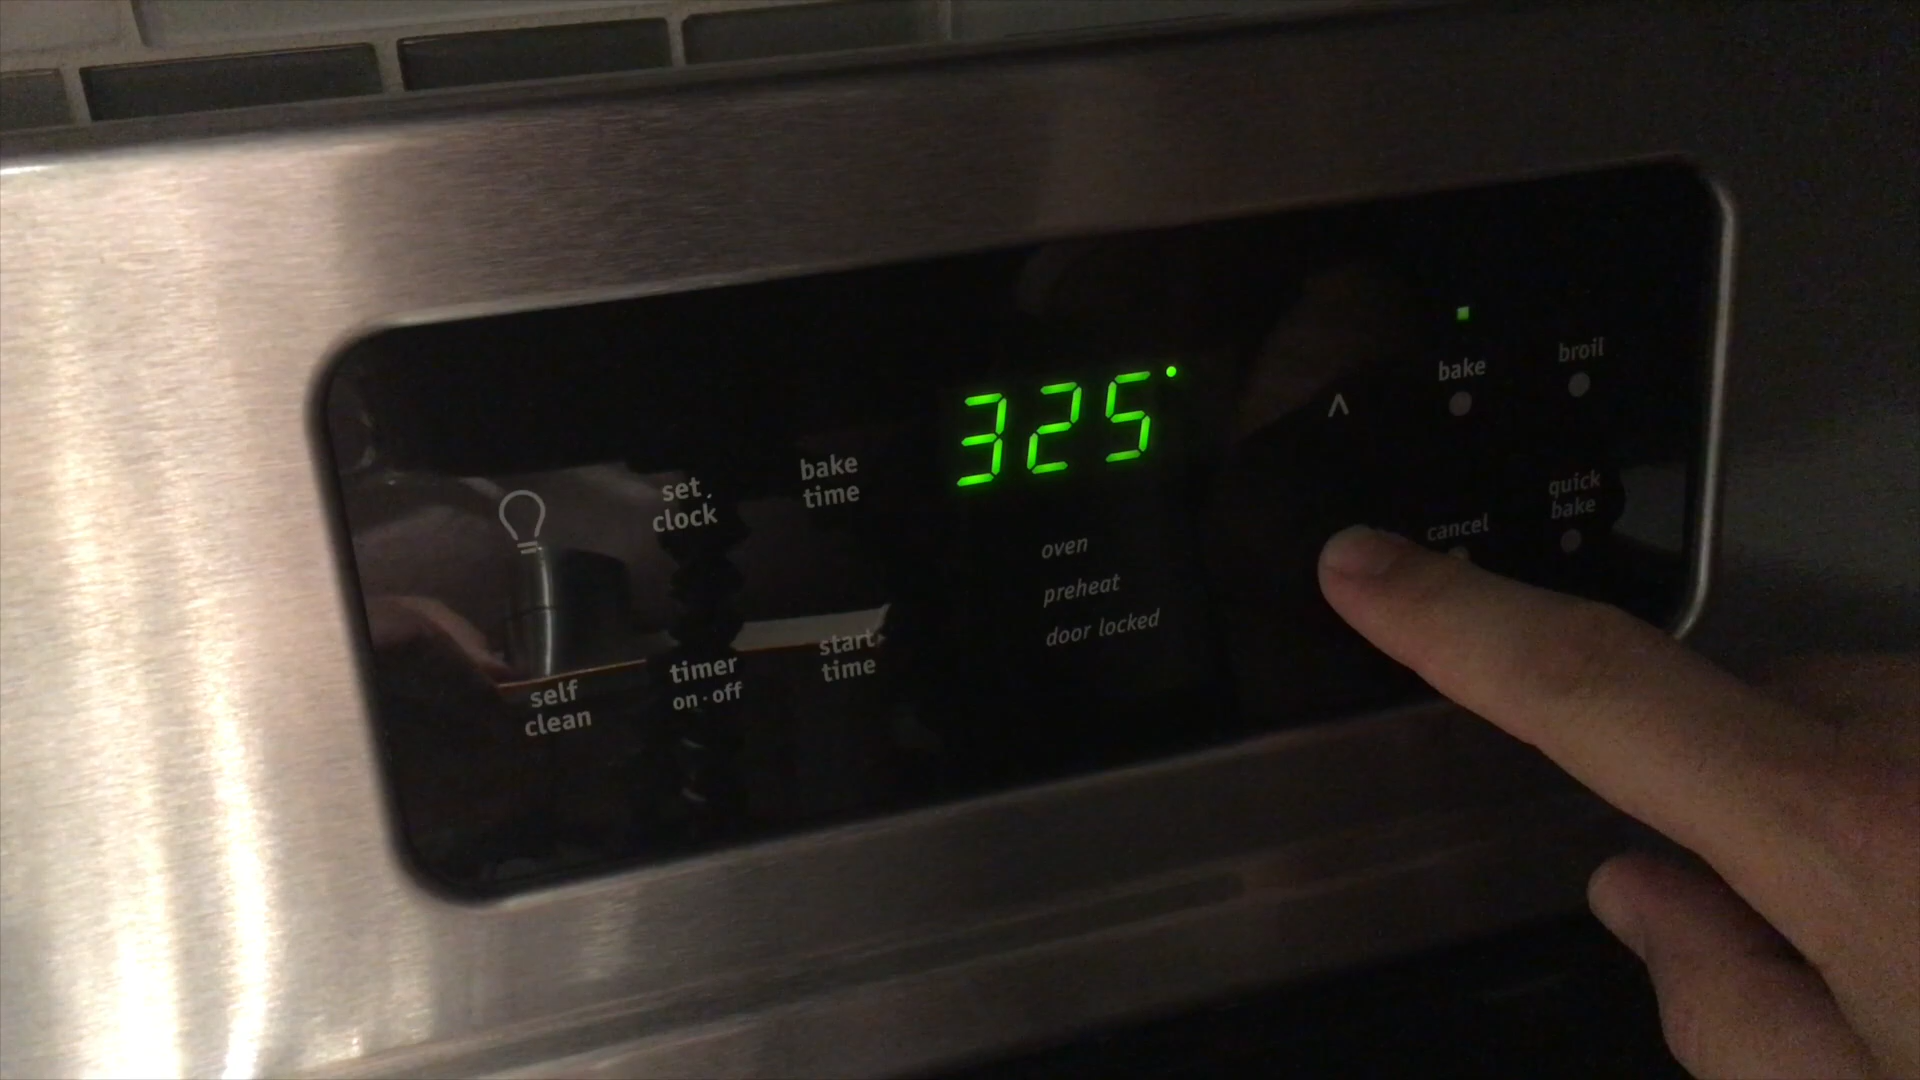 325°
bake
broil
set
clock
bake
time
quick
bake
cancel
oven
preheat
door locked
start
time
timer
on·off
self
clean